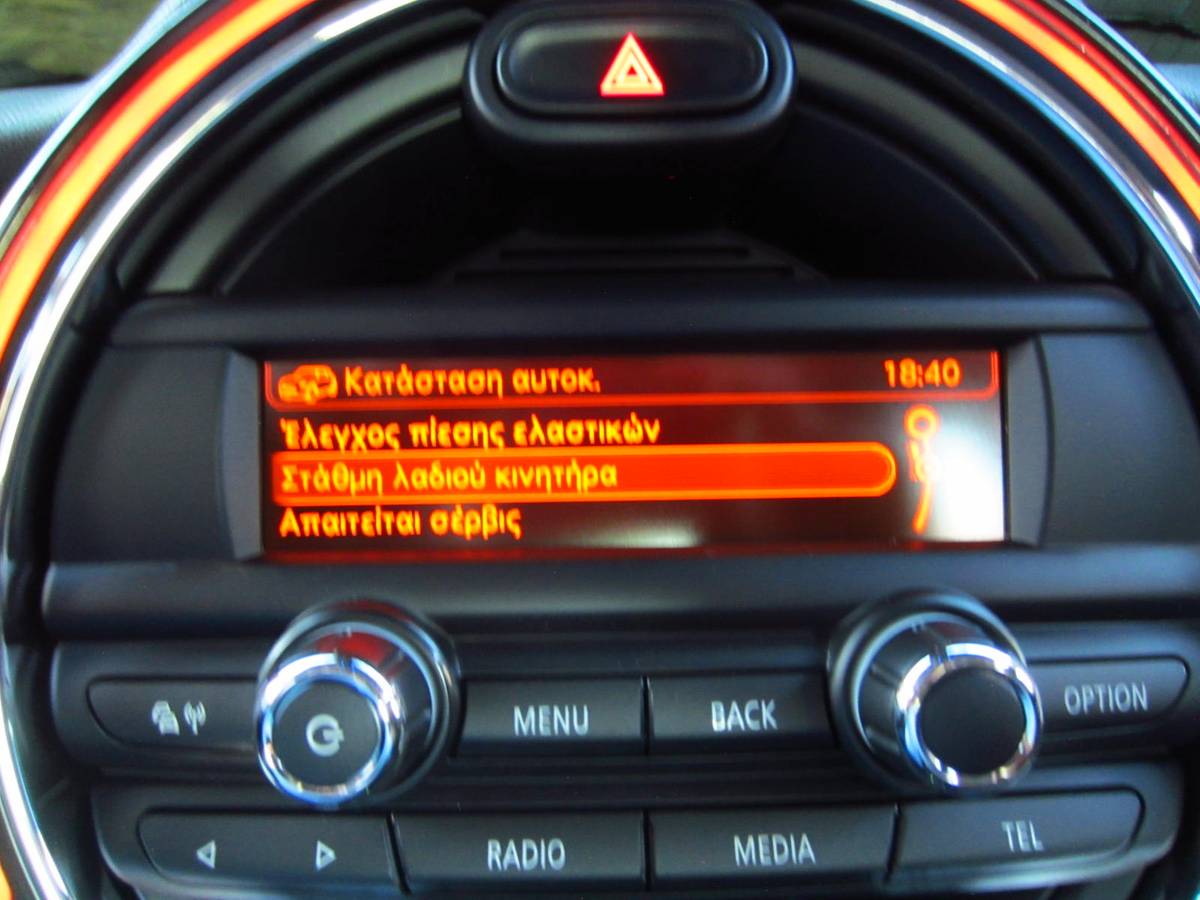 Κατάσταση αυτοκ. 18:40
Έλεγχος πίεσης ελαστικών
Στάθμη λαδιού κινητήρα
Απαιτείται σέρβις
MENU BACK OPTION
RADIO MEDIA TEL